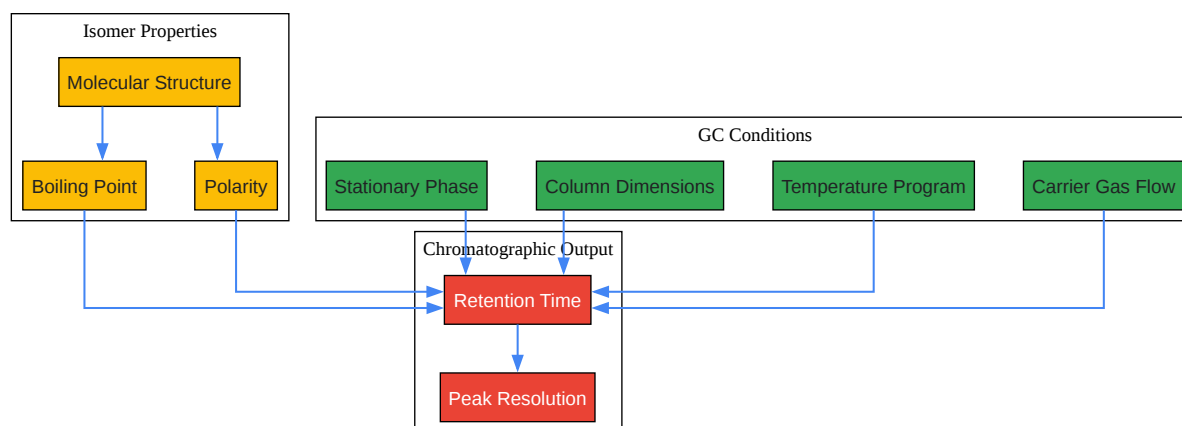 Isomer Properties
Molecular Structure
Boiling Point
Polarity
GC Conditions
Stationary Phase
Column Dimensions
Temperature Program
Carrier Gas Flow
Chromatographic Output
Retention Time
Peak Resolution